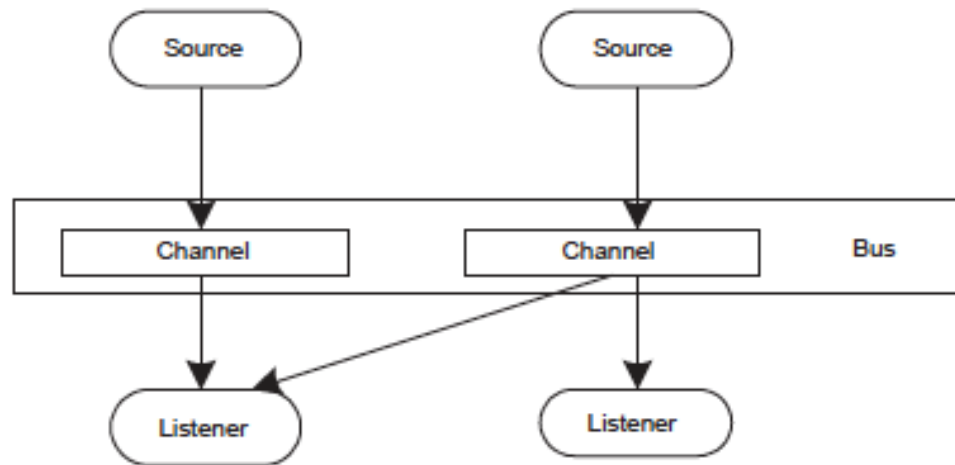 Source
Source
Channel
Channel
Bus
Listener
Listener